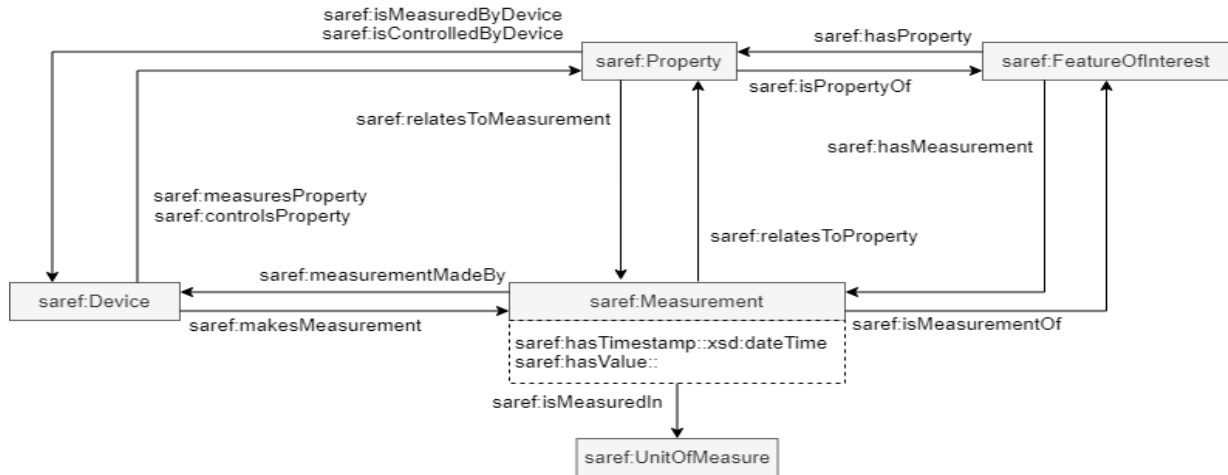 saref:isMeasuredByDevice
saref:isControlledByDevice
saref:hasProperty
saref:Property
saref:FeatureOfInterest
saref:isPropertyOf
saref:relatesToMeasurement
saref:hasMeasurement
saref:measuresProperty
saref:controlsProperty
saref:relatesToProperty
saref:measurementMadeBy
saref:Device
saref:Measurement
saref:makesMeasurement
saref:isMeasurementOf
saref:hasTimestamp::xsd:dateTime
saref:hasValue::
saref:isMeasuredIn
saref:UnitOfMeasure